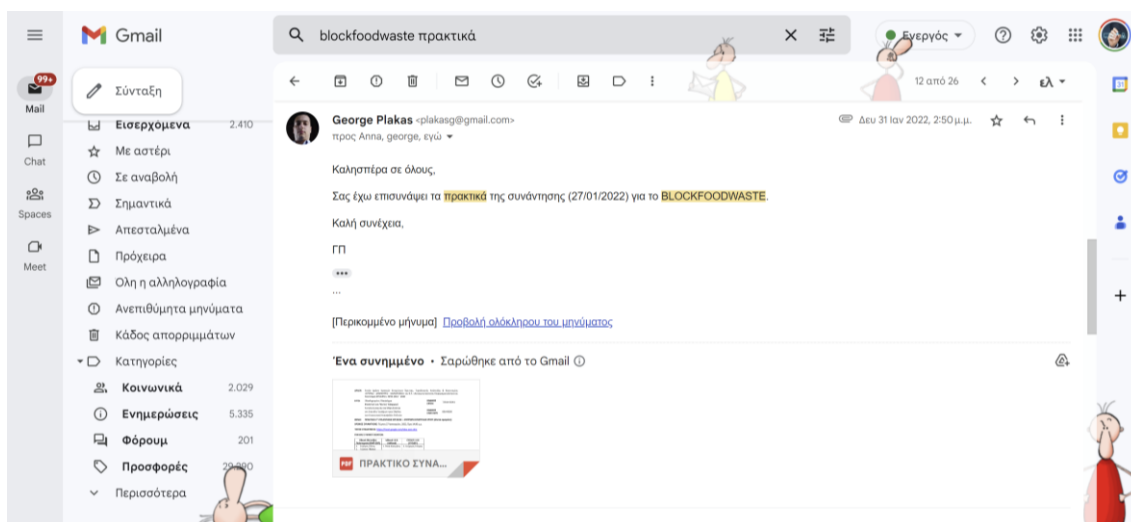 Gmail
blockfoodwaste πρακτικά
Ενεργός
99+
Mail
Chat
Spaces
Meet
Σύνταξη
Εισερχόμενα 2.410
Με αστέρι
Σε αναβολή
Σημαντικά
Απεσταλμένα
Πρόχειρα
Όλη η αλληλογραφία
Ανεπιθύμητα μηνύματα
Κάδος απορριμμάτων
Κατηγορίες
Κοινωνικά 2.029
Ενημερώσεις 5.335
Φόρουμ 201
Προσφορές
Περισσότερα
12 από 26
ελ
George Plakas <plakasg@gmail.com>
Δευ 31 Ιαν 2022, 2:50 μ.μ.
προς Anna, george, εγώ
Καλησπέρα σε όλους,
Σας έχω επισυνάψει τα πρακτικά της συνάντησης (27/01/2022) για το BLOCKFOODWASTE.
Καλή συνέχεια,
ΓΠ
...
[Περικομμένο μήνυμα] Προβολή ολόκληρου του μηνύματος
Ένα συνημμένο • Σαρώθηκε από το Gmail
PDF ΠΡΑΚΤΙΚΟ ΣΥΝΑ...